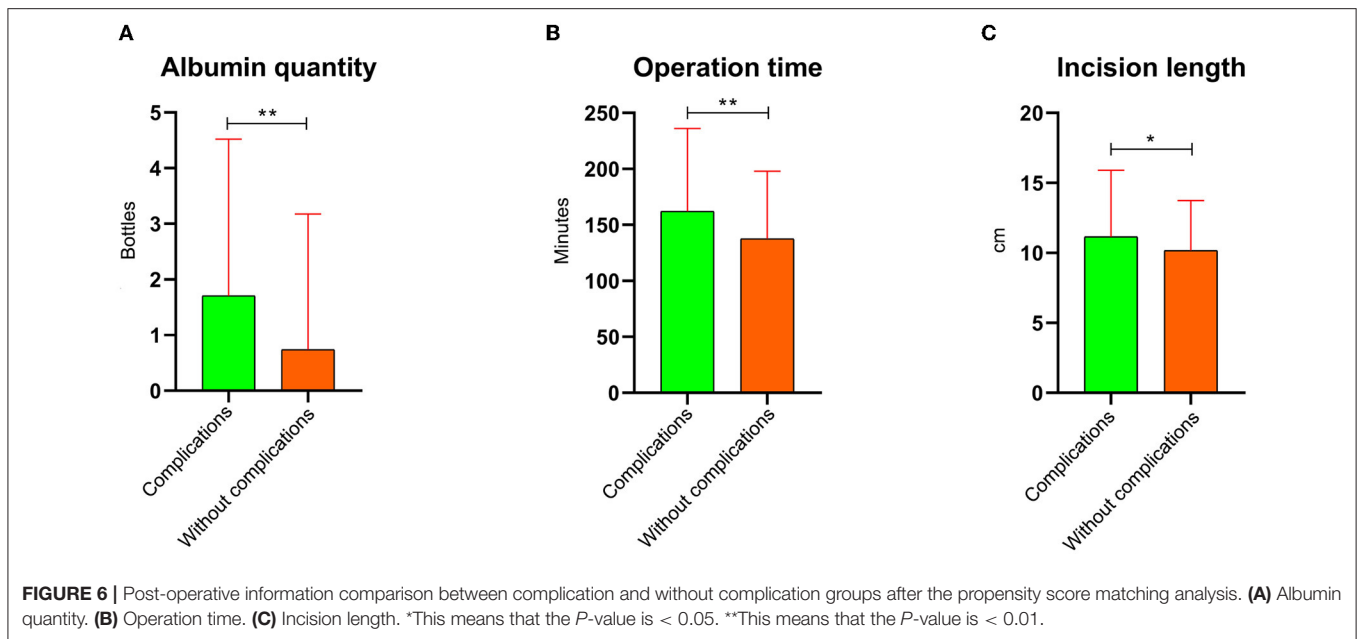 A
Albumin quantity
5
4
3
2
1
0
Bottles
**
Complications
Without complications
B
Operation time
250
200
150
100
50
0
Minutes
**
Complications
Without complications
C
Incision length
20
15
10
5
0
cm
*
Complications
Without complications
FIGURE 6 | Post-operative information comparison between complication and without complication groups after the propensity score matching analysis. (A) Albumin
quantity. (B) Operation time. (C) Incision length. *This means that the P-value is < 0.05. **This means that the P-value is < 0.01.